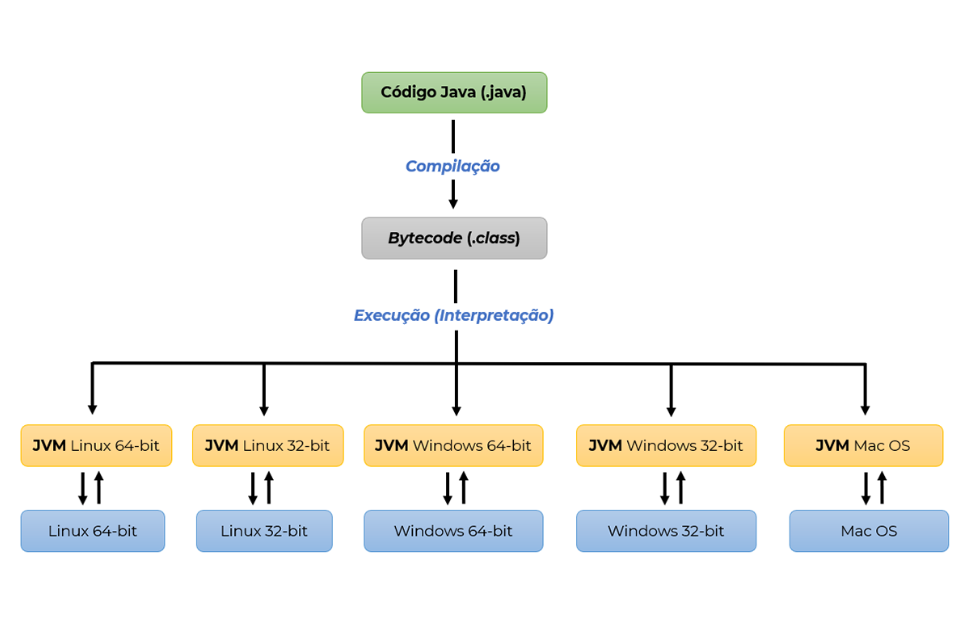 Código Java (.java)
Compilação
Bytecode (.class)
Execução (Interpretação)
JVM Linux 64-bit
JVM Linux 32-bit
JVM Windows 64-bit
JVM Windows 32-bit
JVM Mac OS
Linux 64-bit
Linux 32-bit
Windows 64-bit
Windows 32-bit
Mac OS